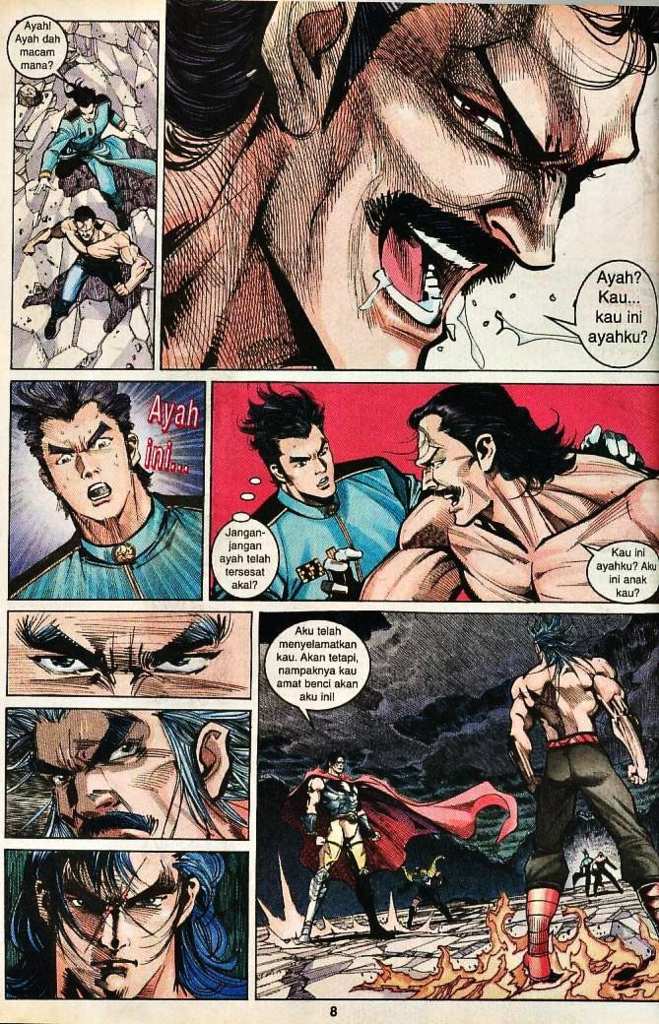 Ayah!
Ayah dah
macam
mana?
Ayah?
Kau...
kau ini
ayahku?
Ayah
ini...
Jangan-
jangan
ayah telah
tersesat
akal?
Kau ini
ayahku? Aku
ini anak
kau?
Aku telah
menyelamatkan
kau. Akan tetapi,
nampaknya kau
amat benci akan
aku ini!
8